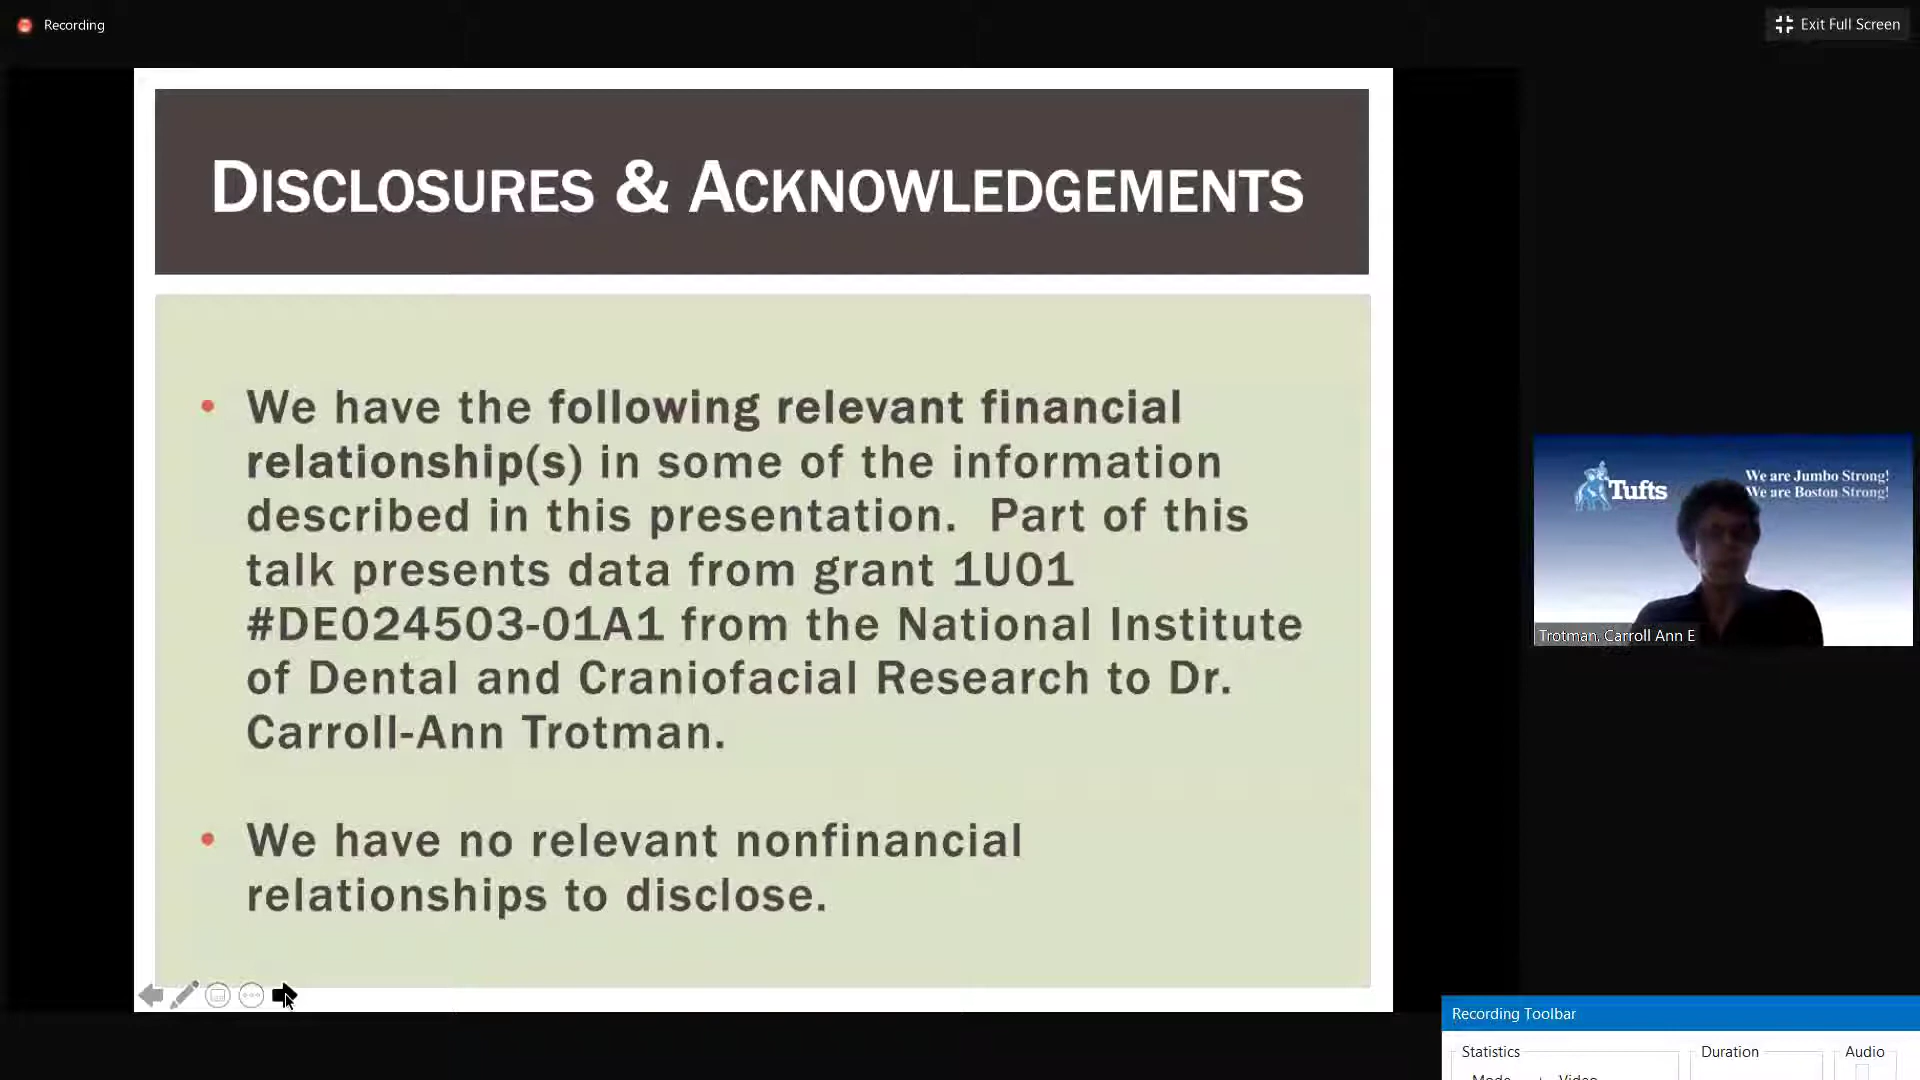 Recording
Exit Full Screen
DISCLOSURES & ACKNOWLEDGEMENTS
• We have the following relevant financial
relationship(s) in some of the information
described in this presentation.  Part of this
talk presents data from grant 1U01
#DE024503-01A1 from the National Institute
of Dental and Craniofacial Research to Dr.
Carroll-Ann Trotman.
• We have no relevant nonfinancial
relationships to disclose.
Tufts
We are Jumbo Strong!
We are Boston Strong!
Trotman, Carroll Ann E
Recording Toolbar
Statistics
Duration
Audio